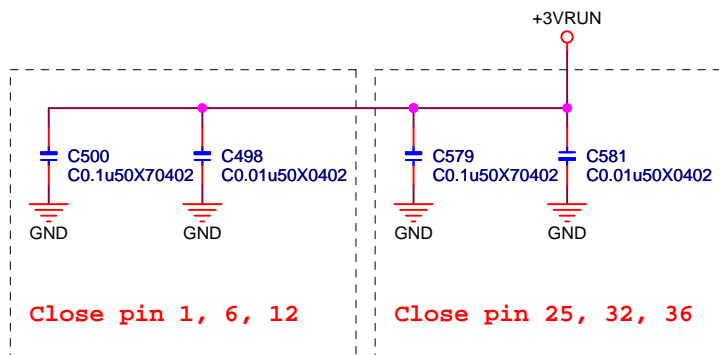 +3VRUN
C500
C0.1u50X70402
C498
C0.01u50X0402
C579
C0.1u50X70402
C581
C0.01u50X0402
GND
GND
GND
GND
Close pin 1, 6, 12
Close pin 25, 32, 36